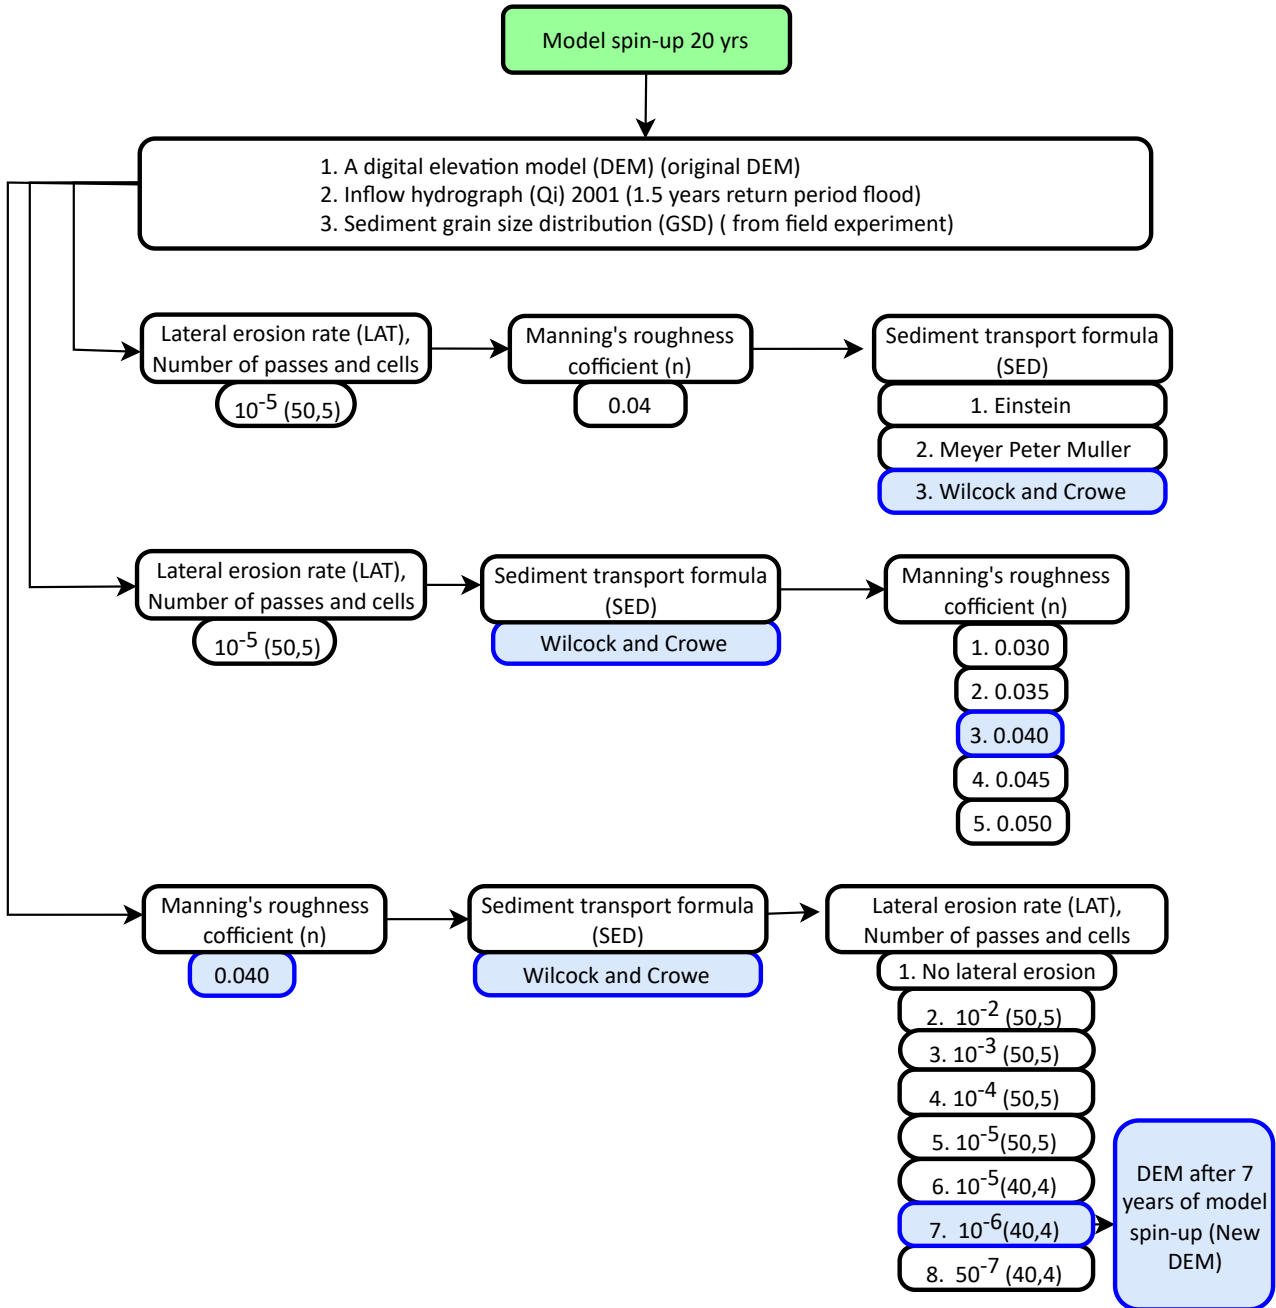 Model spin-up 20 yrs
1. A digital elevation model (DEM) (original DEM)
2. Inflow hydrograph (Qi) 2001 (1.5 years return period flood)
3. Sediment grain size distribution (GSD) ( from field experiment)
Lateral erosion rate (LAT),
Number of passes and cells
10⁻⁵ (50,5)
Manning's roughness
cofficient (n)
0.04
Sediment transport formula
(SED)
1. Einstein
2. Meyer Peter Muller
3. Wilcock and Crowe
Lateral erosion rate (LAT),
Number of passes and cells
10⁻⁵ (50,5)
Sediment transport formula
(SED)
Wilcock and Crowe
Manning's roughness
cofficient (n)
1. 0.030
2. 0.035
3. 0.040
4. 0.045
5. 0.050
Manning's roughness
cofficient (n)
0.040
Sediment transport formula
(SED)
Wilcock and Crowe
Lateral erosion rate (LAT),
Number of passes and cells
1. No lateral erosion
2. 10⁻² (50,5)
3. 10⁻³ (50,5)
4. 10⁻⁴ (50,5)
5. 10⁻⁵(50,5)
6. 10⁻⁵(40,4)
7. 10⁻⁶(40,4)
8. 50⁻⁷ (40,4)
DEM after 7
years of model
spin-up (New
DEM)